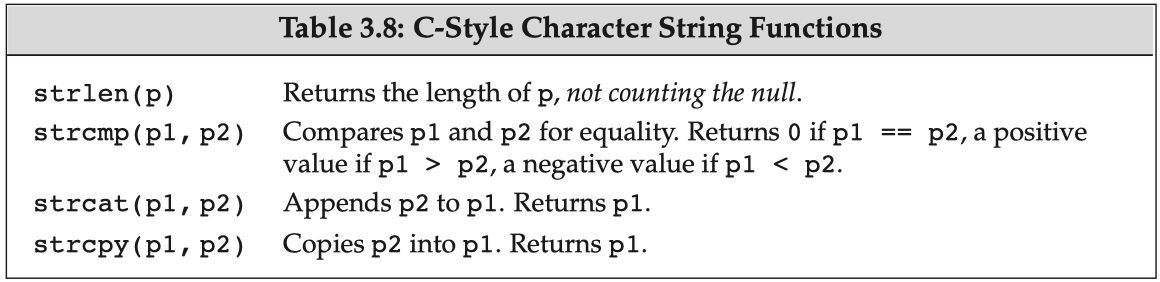 Table 3.8: C-Style Character String Functions
strlen(p) Returns the length of p, not counting the null.
strcmp(p1, p2) Compares p1 and p2 for equality. Returns 0 if p1 == p2, a positive
value if p1 > p2, a negative value if p1 < p2.
strcat(p1, p2) Appends p2 to p1. Returns p1.
strcpy(p1, p2) Copies p2 into p1. Returns p1.